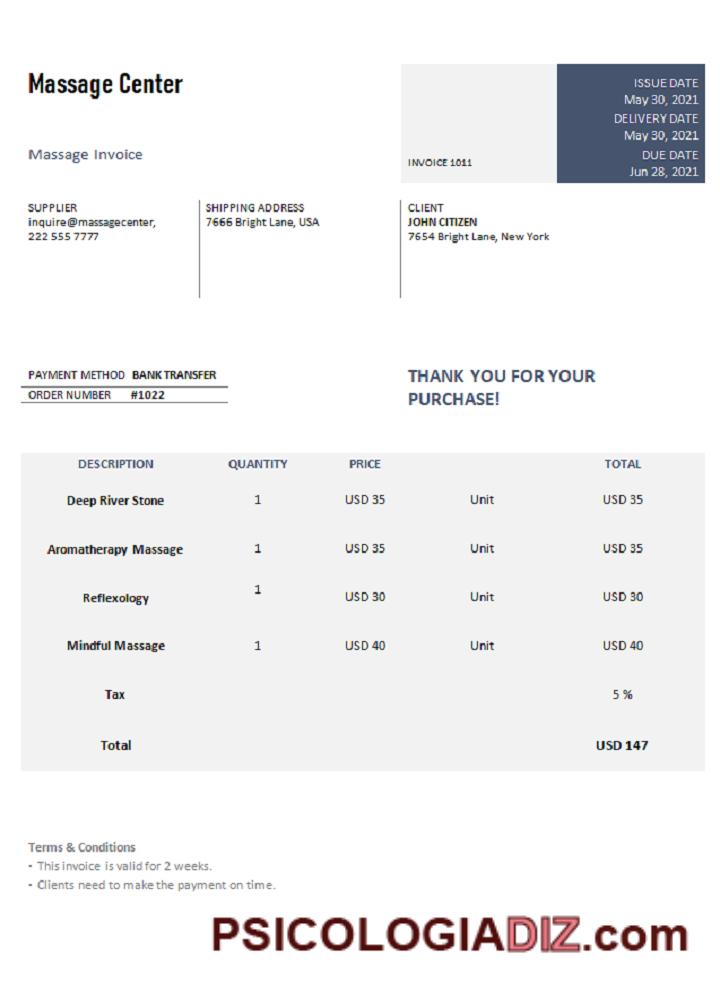 Massage Center
Massage Invoice
INVOICE 1011
ISSUE DATE
May 30, 2021
DELIVERY DATE
May 30, 2021
DUE DATE
Jun 28, 2021
SUPPLIER
inquire@massagecenter,
222 555 7777
SHIPPING ADDRESS
7666 Bright Lane, USA
CLIENT
JOHN CITIZEN
7654 Bright Lane, New York
PAYMENT METHOD BANK TRANSFER
ORDER NUMBER #1022
THANK YOU FOR YOUR
PURCHASE!
DESCRIPTION QUANTITY PRICE TOTAL
Deep River Stone 1 USD 35 Unit USD 35
Aromatherapy Massage 1 USD 35 Unit USD 35
Reflexology 1 USD 30 Unit USD 30
Mindful Massage 1 USD 40 Unit USD 40
Tax 5 %
Total USD 147
Terms & Conditions
- This invoice is valid for 2 weeks.
- Clients need to make the payment on time.
PSICOLOGIADIZ.com